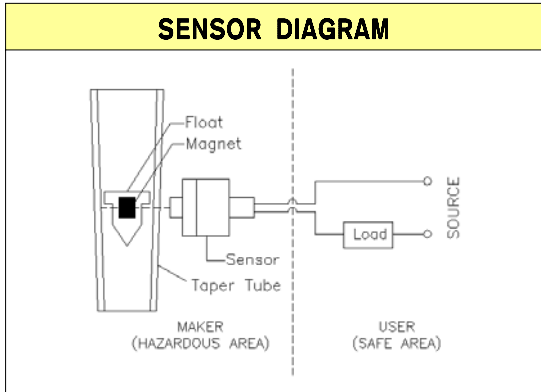 SENSOR DIAGRAM
Float
Magnet
Sensor
Taper Tube
Load
SOURCE
MAKER
(HAZARDOUS AREA)
USER
(SAFE AREA)